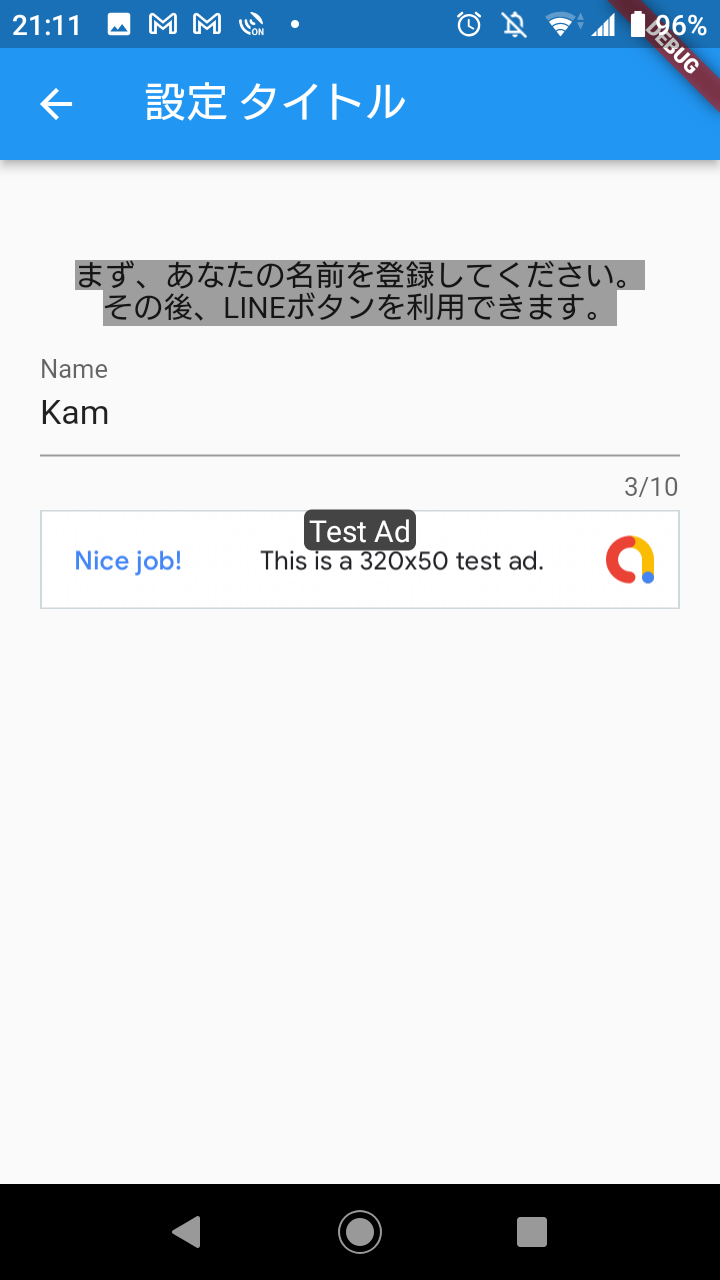 21:11
ON
96%
DEBUG
設定 タイトル
まず、あなたの名前を登録してください。
その後、LINEボタンを利用できます。
Name
Kam
3/10
Test Ad
Nice job! This is a 320x50 test ad.